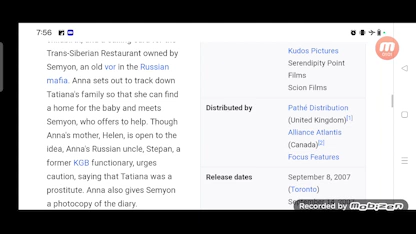 7:56
Trans-Siberian Restaurant owned by
Semyon, an old vor in the Russian
mafia. Anna sets out to track down
Tatiana's family so that she can find
a home for the baby and meets
Semyon, who offers to help. Though
Anna's mother, Helen, is open to the
idea, Anna's Russian uncle, Stepan, a
former KGB functionary, urges
caution, saying that Tatiana was a
prostitute. Anna also gives Semyon
a photocopy of the diary.
Kudos Pictures
Serendipity Point
Films
Scion Films
Distributed by
Pathé Distribution
(United Kingdom)[1]
Alliance Atlantis
(Canada)[2]
Focus Features
Release dates
September 8, 2007
(Toronto)
Recorded by Mobizen